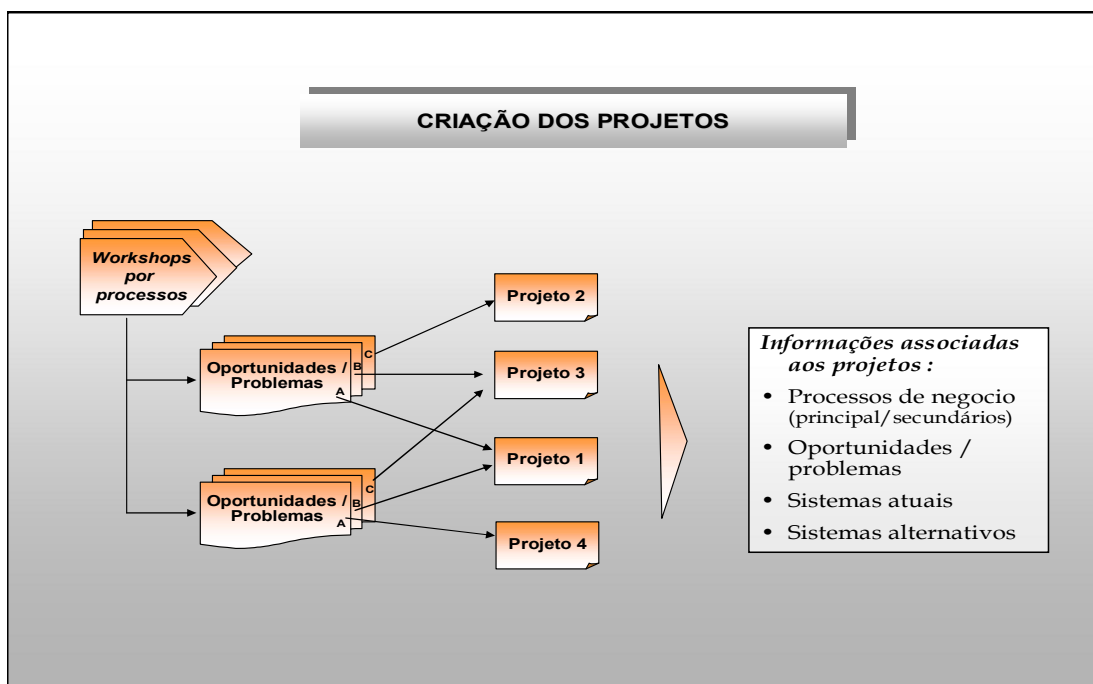 CRIAÇÃO DOS PROJETOS
Workshops
por
processos
Oportunidades /
Problemas
A
B
C
Oportunidades /
Problemas
A
B
C
Projeto 2
Projeto 3
Projeto 1
Projeto 4
Informações associadas
aos projetos :
• Processos de negocio
(principal/secundários)
• Oportunidades /
problemas
• Sistemas atuais
• Sistemas alternativos